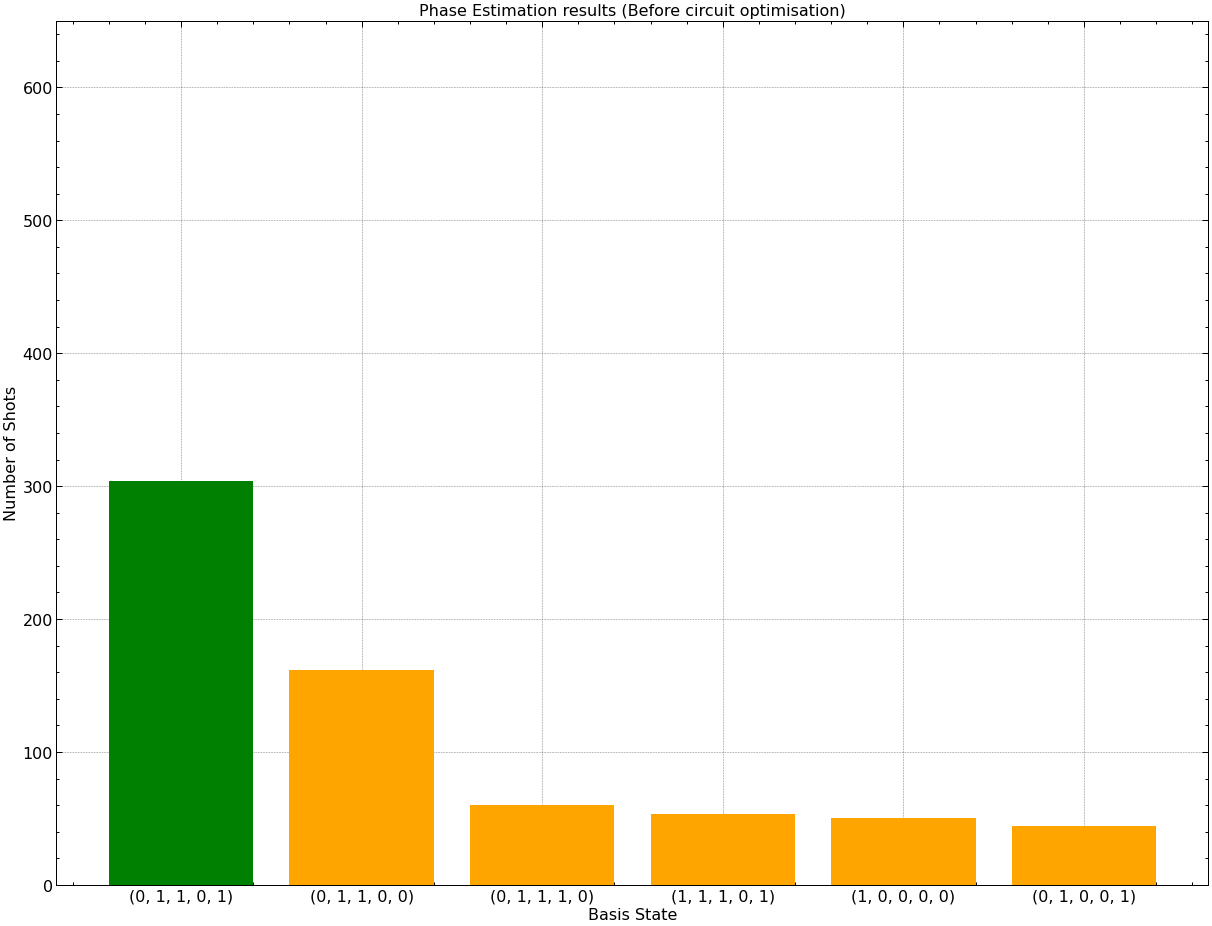 Phase Estimation results (Before circuit optimisation)
600
500
400
300
200
100
0
Number of Shots
(0, 1, 1, 0, 1) (0, 1, 1, 0, 0) (0, 1, 1, 1, 0) (1, 1, 1, 0, 1) (1, 0, 0, 0, 0) (0, 1, 0, 0, 1)
Basis State